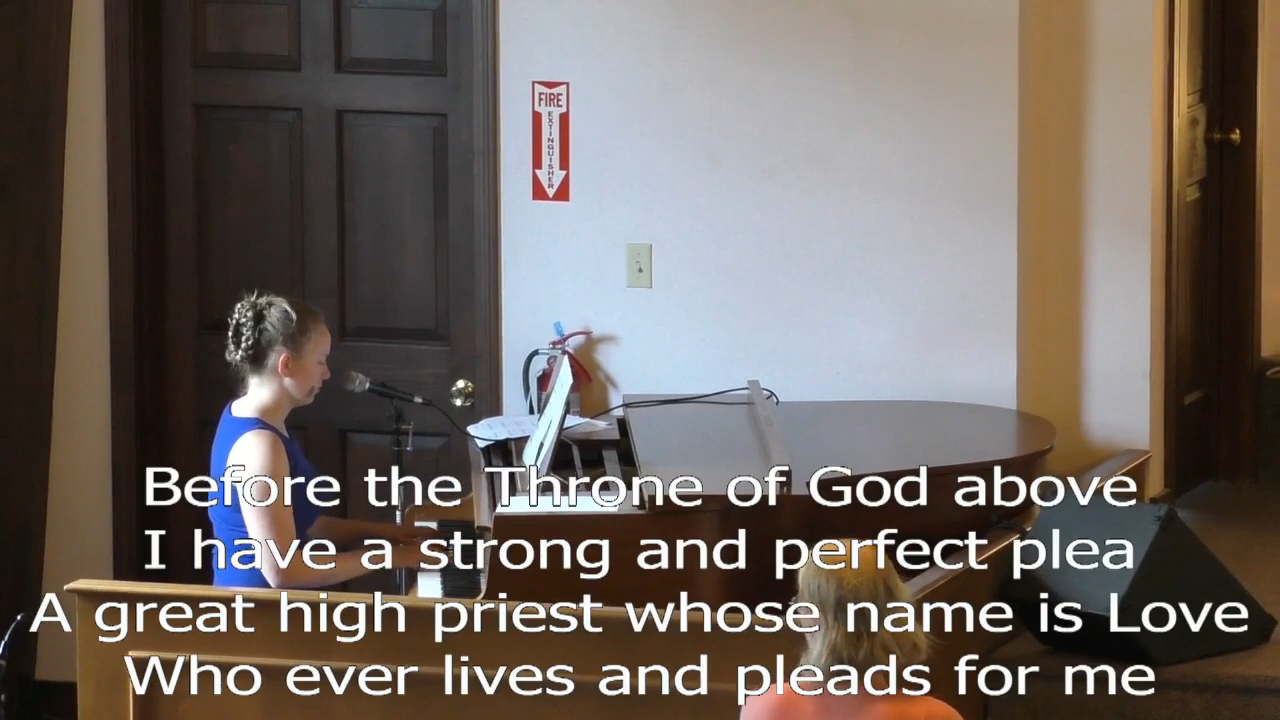 FIRE
EXTINGUISHER
Before the Throne of God above
I have a strong and perfect plea
A great high priest whose name is Love
Who ever lives and pleads for me